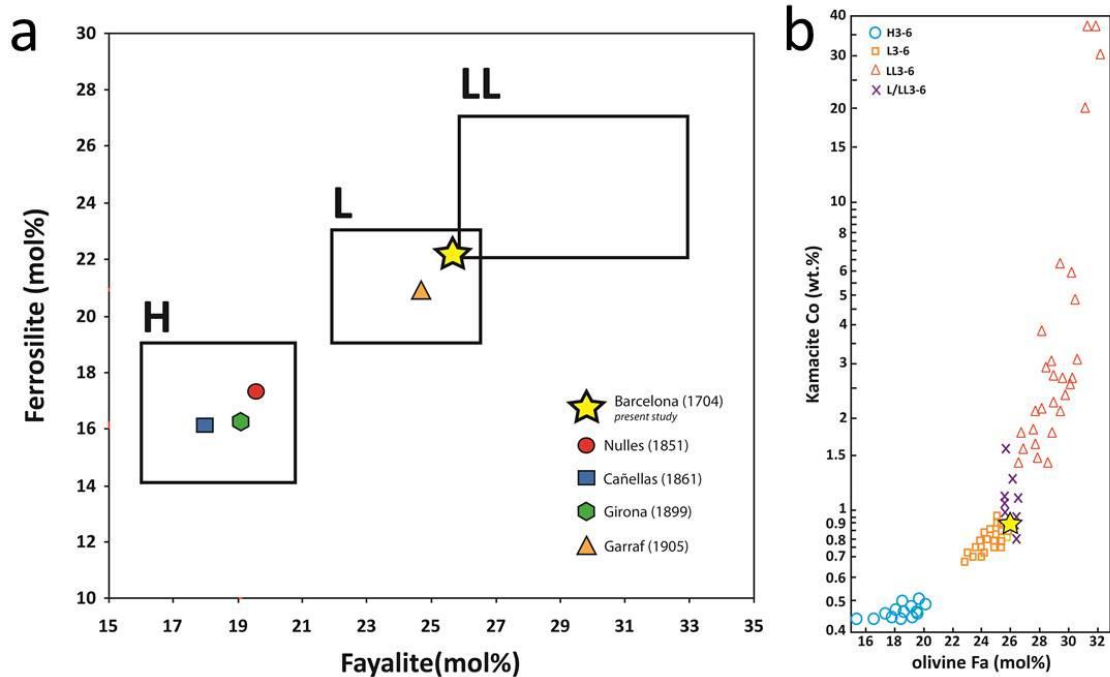 a
30
28
26
24
22
20
18
16
14
12
10
Ferrosilite (mol%)
15
17
19
21
23
25
27
29
31
33
35
Fayalite(mol%)
H
L
LL
Barcelona (1704)
present study
Nulles (1851)
Cañellas (1861)
Girona (1899)
Garraf (1905)
b
H3-6
L3-6
LL3-6
L/LL3-6
40
30
20
15
10
8
6
5
4
3
2
1.5
1
0.9
0.8
0.7
0.6
0.5
0.4
Kamacite Co (wt.%)
16
18
20
22
24
26
28
30
32
olivine Fa (mol%)